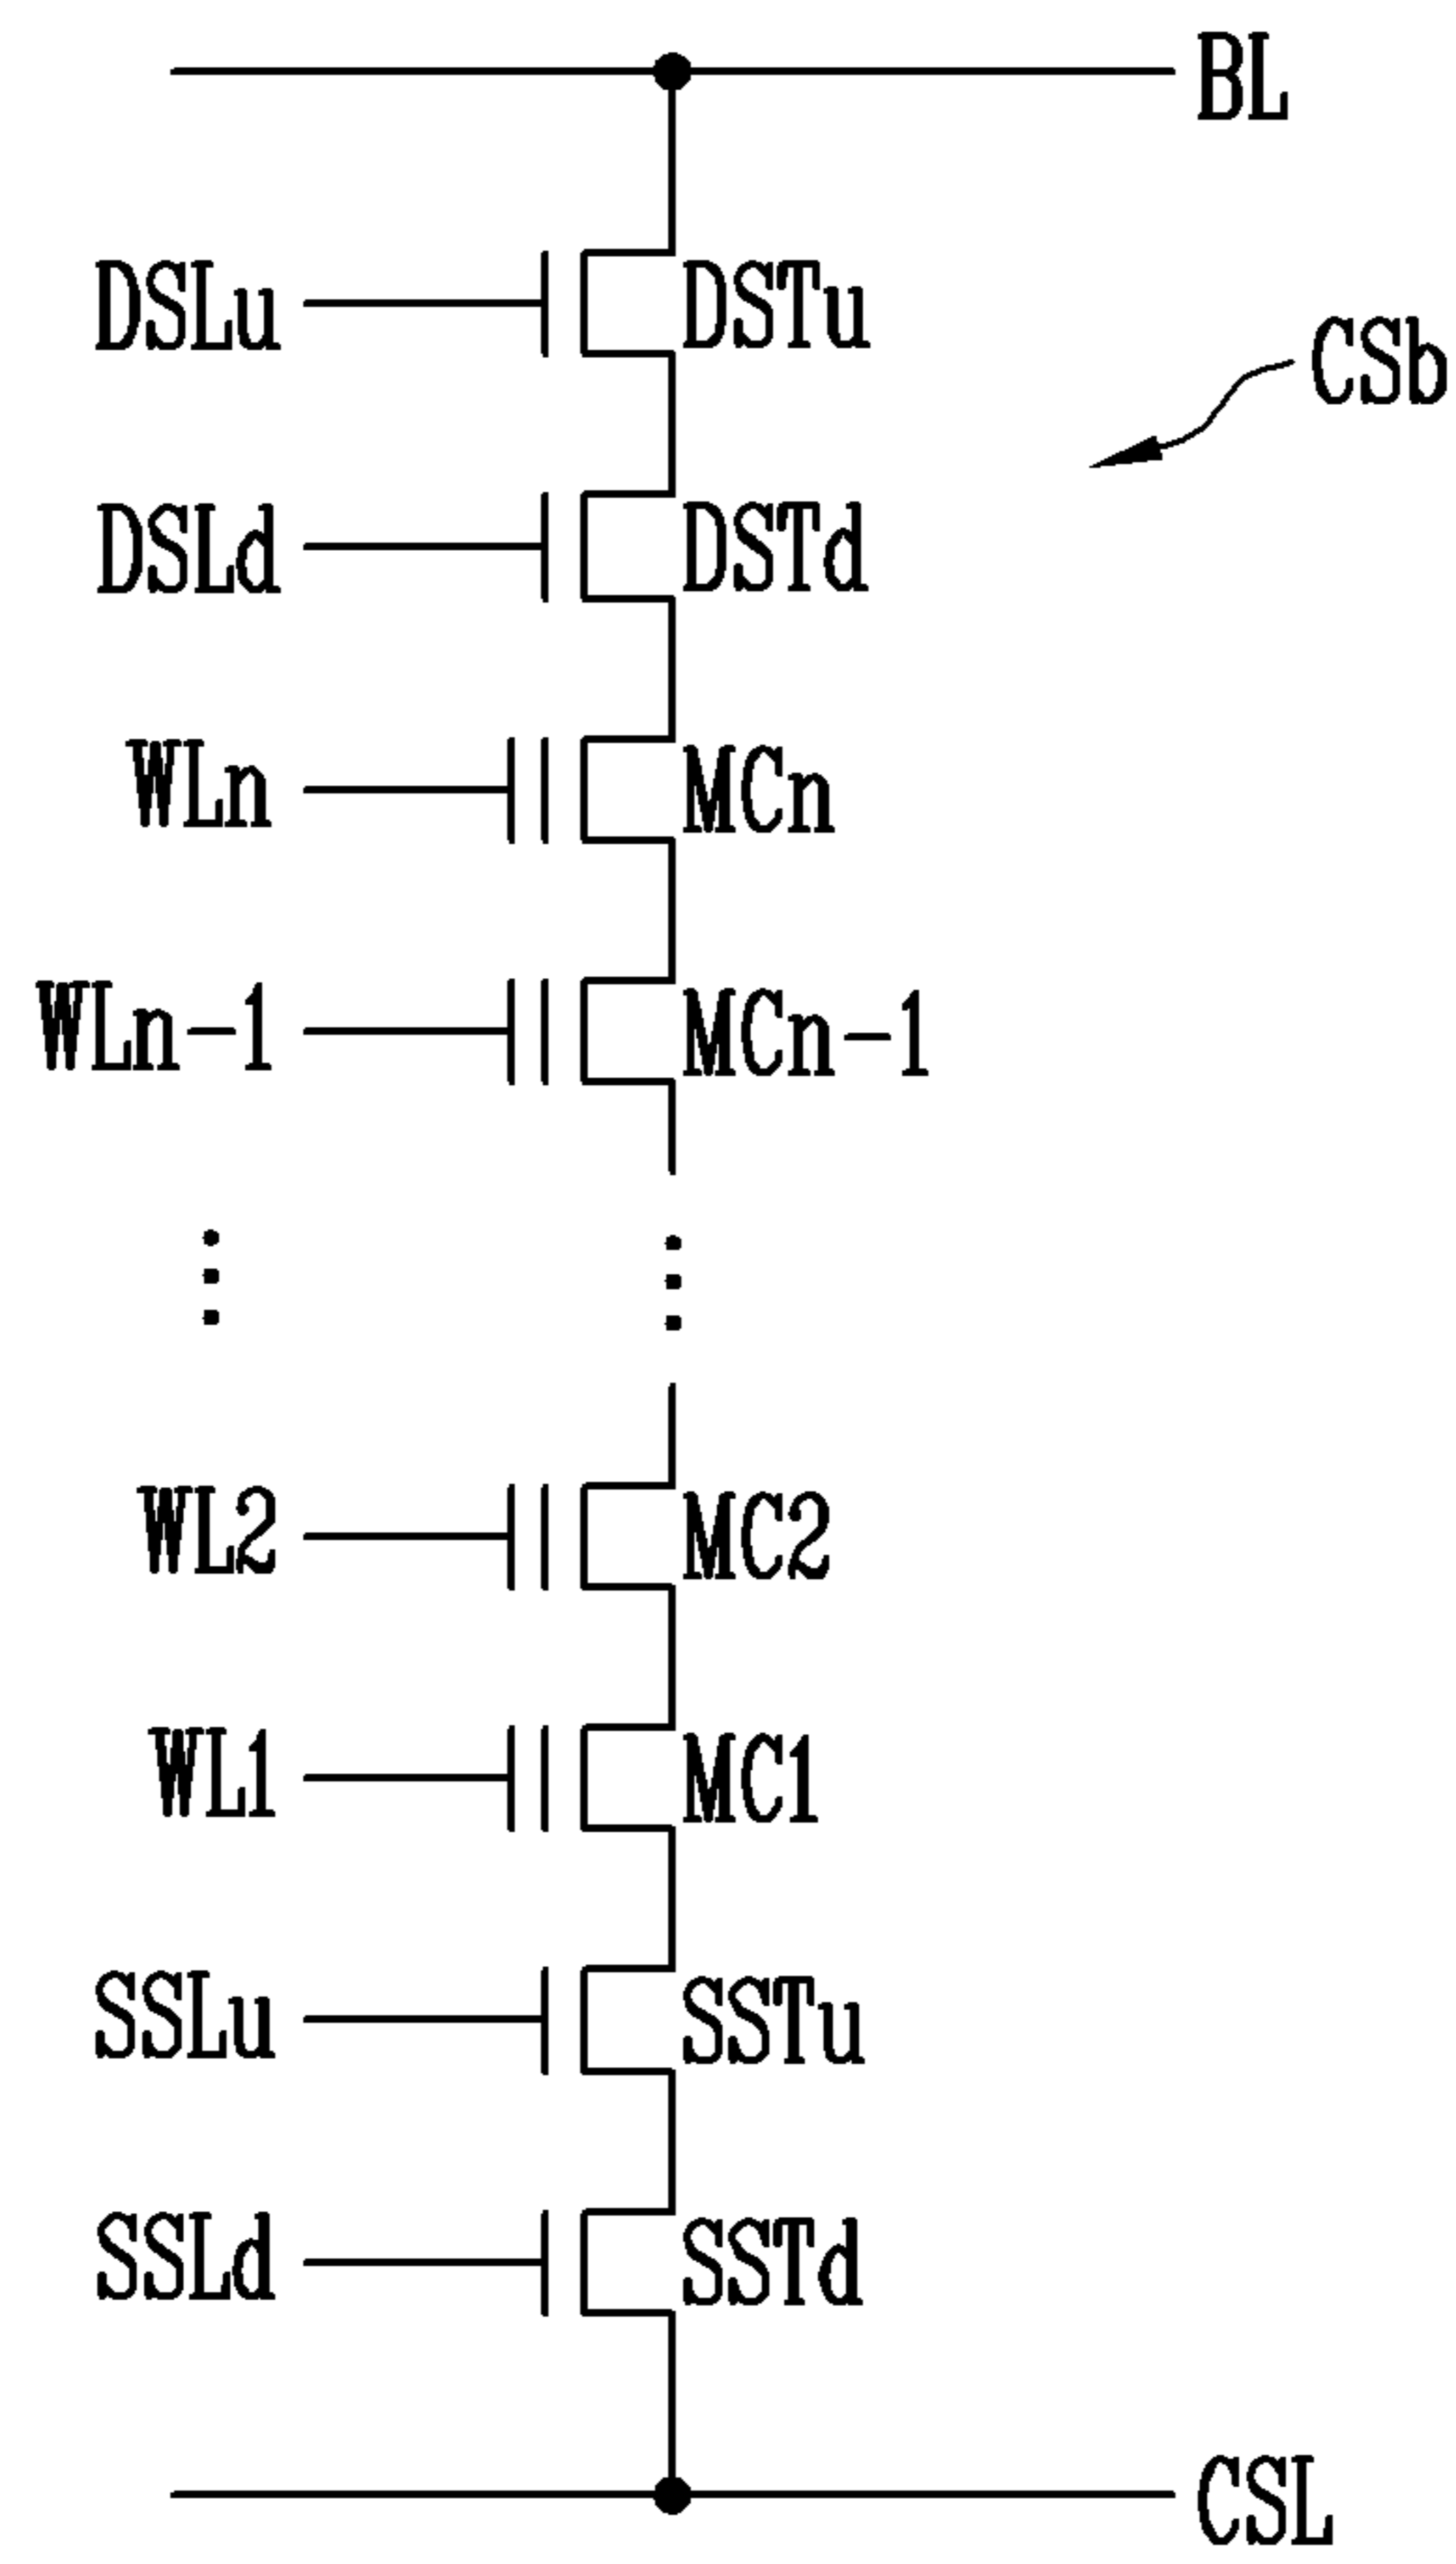 BL
DSLu DSTu
CSb
DSLd DSTd
WLn MCn
WLn-1 MCn-1
WL2 MC2
WL1 MC1
SSLu SSTu
SSLd SSTd
CSL